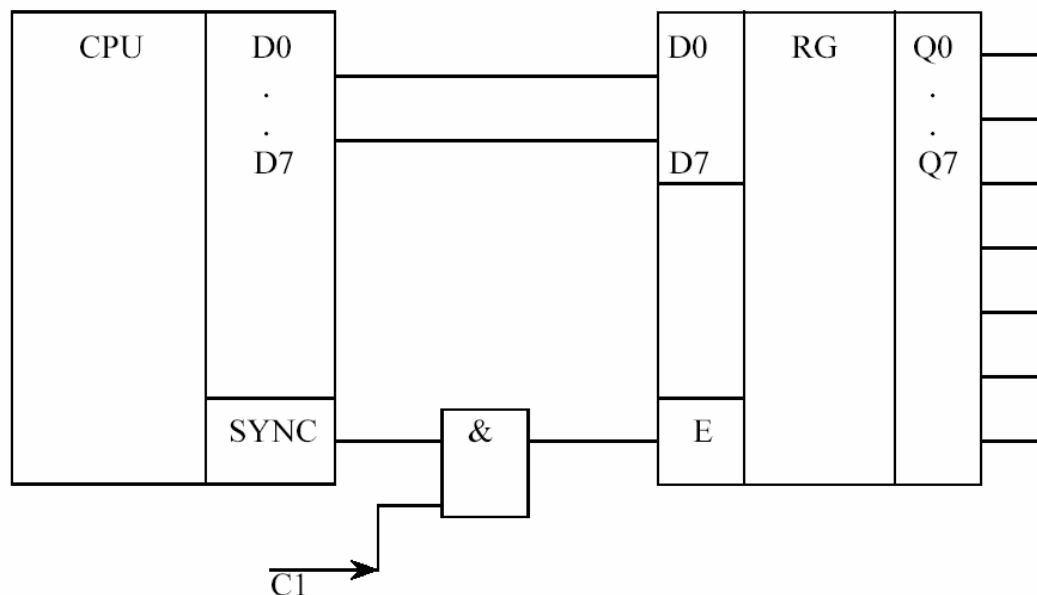 CPU D0 D0 RG Q0
. .
. .
D7 D7 Q7
SYNC & E
C1